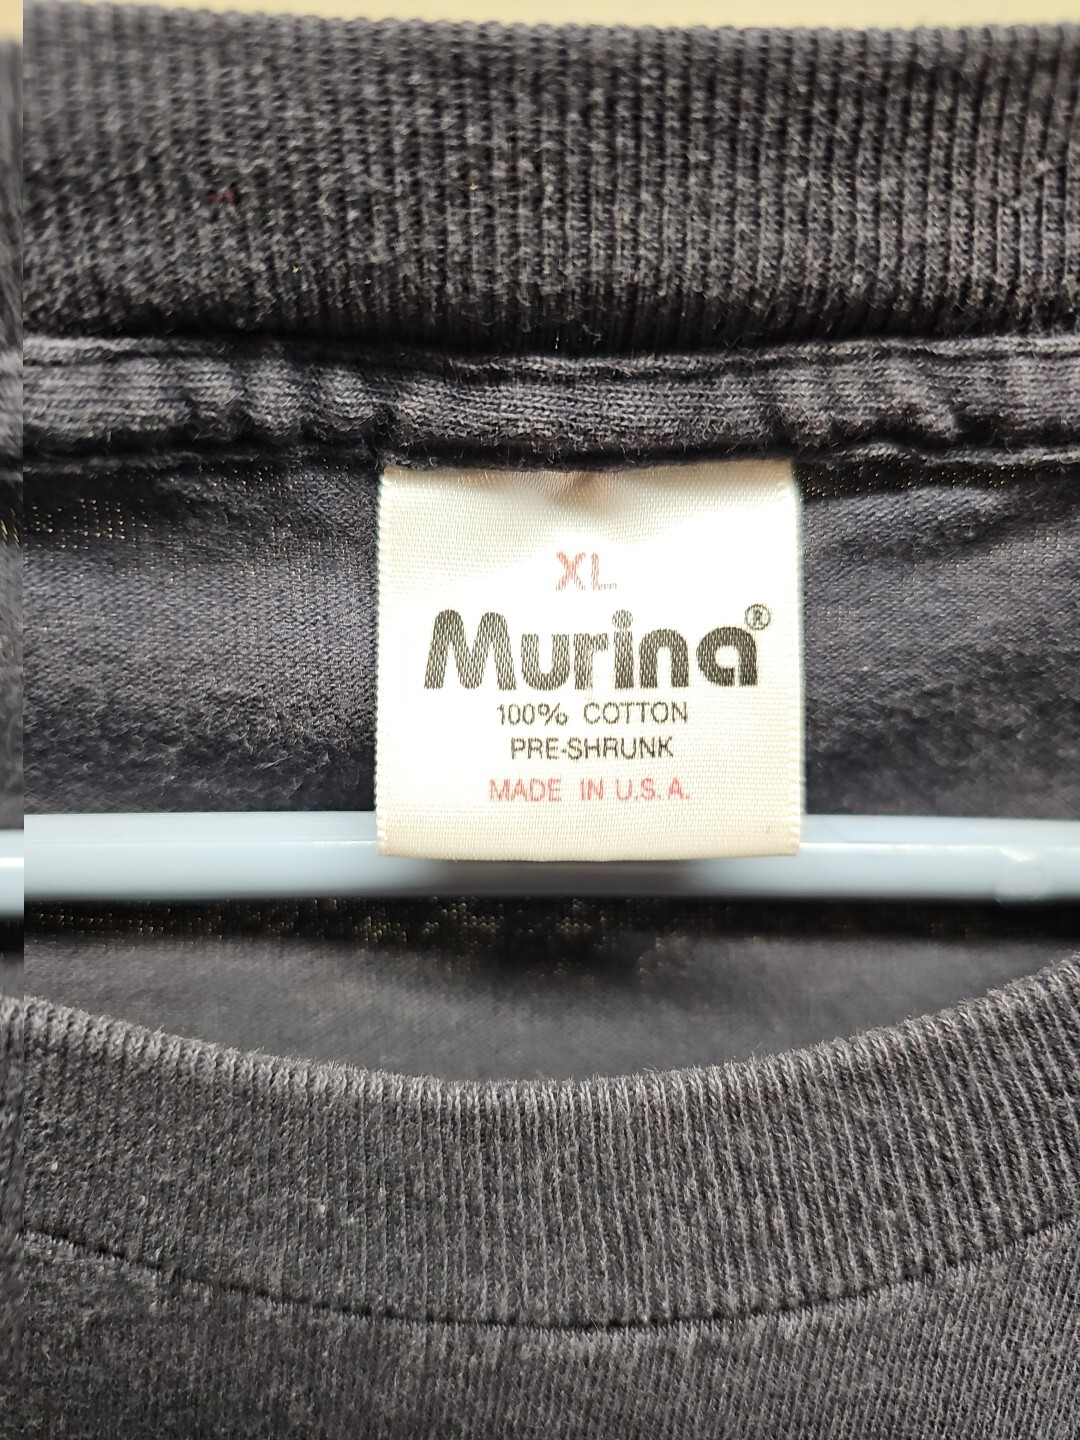 XL
Murina®
100% COTTON
PRE-SHRUNK
MADE IN U.S.A.